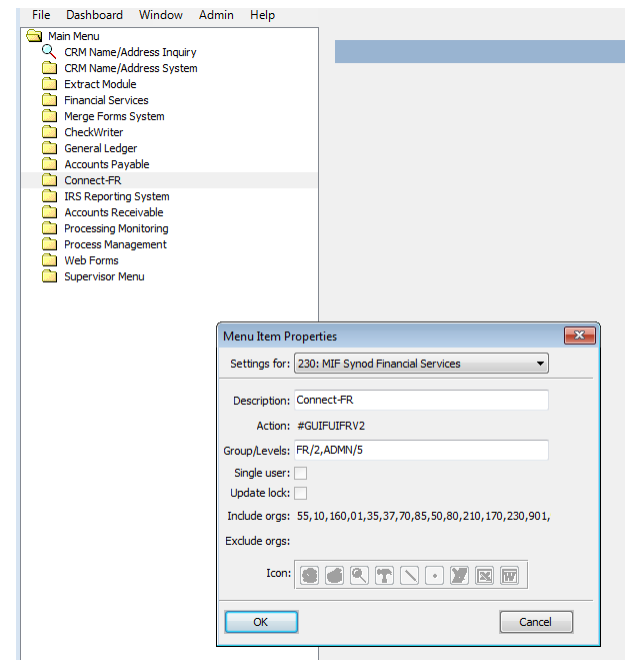 File Dashboard Window Admin Help
Main Menu
CRM Name/Address Inquiry
CRM Name/Address System
Extract Module
Financial Services
Merge Forms System
CheckWriter
General Ledger
Accounts Payable
Connect-FR
IRS Reporting System
Accounts Receivable
Processing Monitoring
Process Management
Web Forms
Supervisor Menu
Menu Item Properties
Settings for: 230: MIF Synod Financial Services
Description: Connect-FR
Action: #GUIFUIFRV2
Group/Levels: FR/2,ADMN/5
Single user:
Update lock:
Include orgs: 55,10,160,01,35,37,70,85,50,80,210,170,230,901,
Exclude orgs:
Icon:
OK Cancel